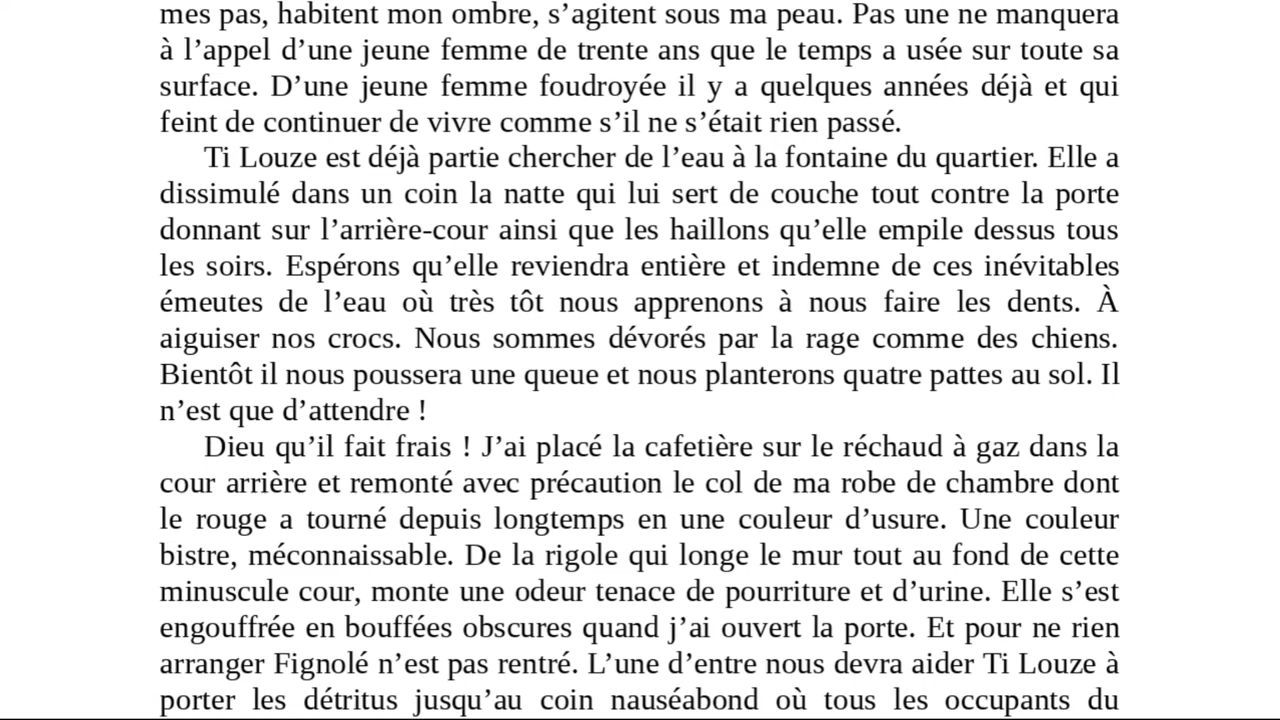 mes pas, habitent mon ombre, s’agitent sous ma peau. Pas une ne manquera
à l’appel d’une jeune femme de trente ans que le temps a usée sur toute sa
surface. D’une jeune femme foudroyée il y a quelques années déjà et qui
feint de continuer de vivre comme s’il ne s’était rien passé.
Ti Louze est déjà partie chercher de l’eau à la fontaine du quartier. Elle a
dissimulé dans un coin la natte qui lui sert de couche tout contre la porte
donnant sur l’arrière-cour ainsi que les haillons qu’elle empile dessus tous
les soirs. Espérons qu’elle reviendra entière et indemne de ces inévitables
émeutes de l’eau où très tôt nous apprenons à nous faire les dents. À
aiguiser nos crocs. Nous sommes dévorés par la rage comme des chiens.
Bientôt il nous poussera une queue et nous planterons quatre pattes au sol. Il
n’est que d’attendre !
Dieu qu’il fait frais ! J’ai placé la cafetière sur le réchaud à gaz dans la
cour arrière et remonté avec précaution le col de ma robe de chambre dont
le rouge a tourné depuis longtemps en une couleur d’usure. Une couleur
bistre, méconnaissable. De la rigole qui longe le mur tout au fond de cette
minuscule cour, monte une odeur tenace de pourriture et d’urine. Elle s’est
engouffrée en bouffées obscures quand j’ai ouvert la porte. Et pour ne rien
arranger Fignolé n’est pas rentré. L’une d’entre nous devra aider Ti Louze à
porter les détritus jusqu’au coin nauséabond où tous les occupants du